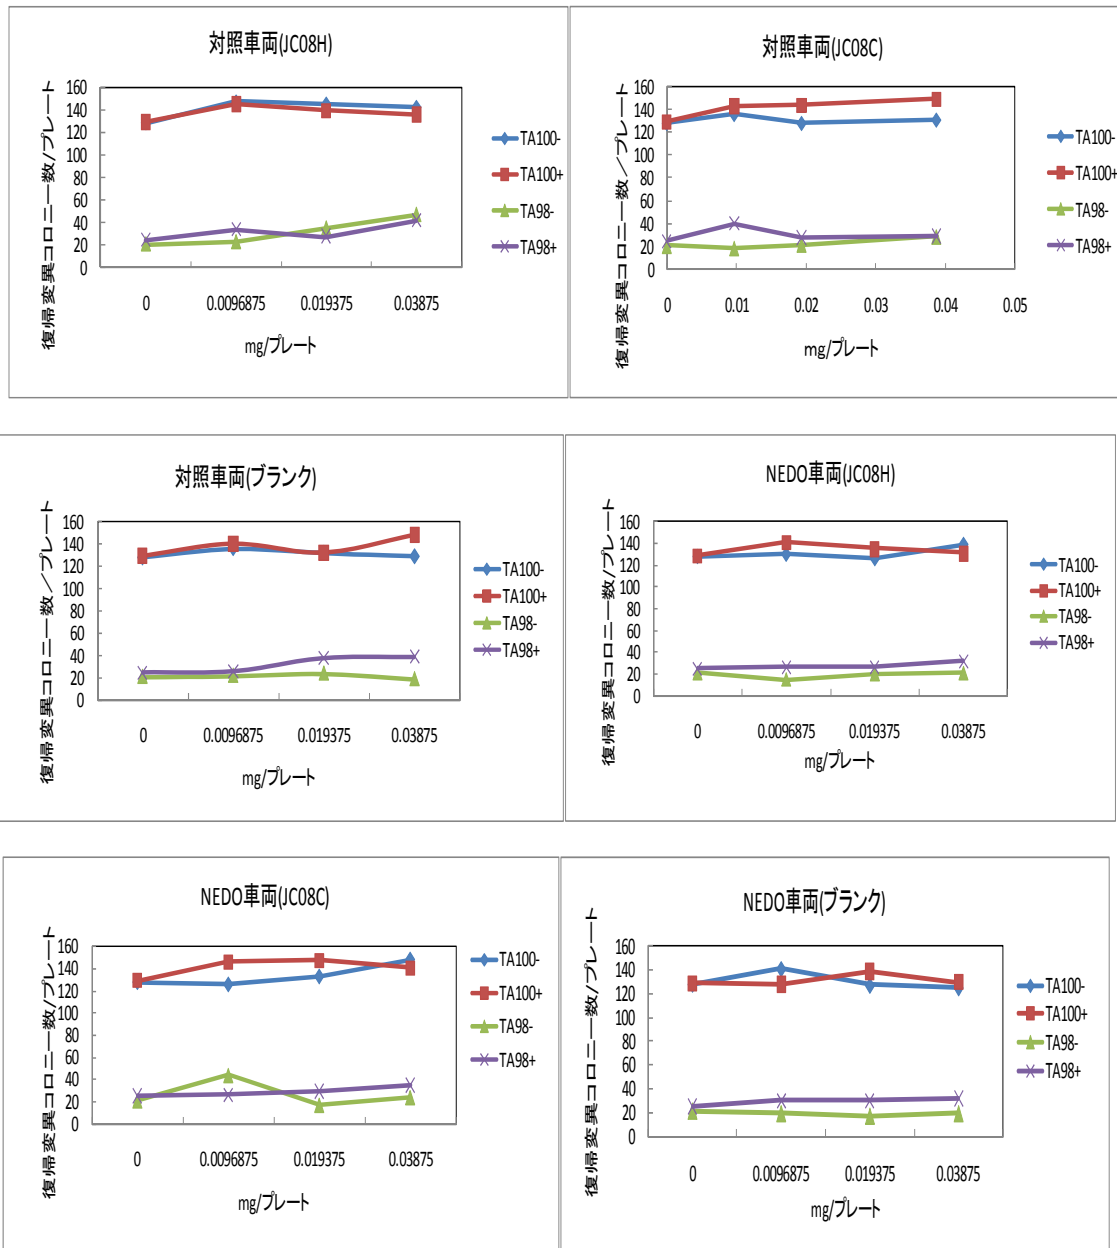 対照車両(JC08H)
復帰変異コロニー数/プレート
160
140
120
100
80
60
40
20
0
0 0.0096875 0.019375 0.03875
mg/プレート
TA100-
TA100+
TA98-
TA98+
対照車両(JC08C)
復帰変異コロニー数／プレート
160
140
120
100
80
60
40
20
0
0 0.01 0.02 0.03 0.04 0.05
mg/プレート
TA100-
TA100+
TA98-
TA98+
対照車両(ブランク)
復帰変異コロニー数／プレート
160
140
120
100
80
60
40
20
0
0 0.0096875 0.019375 0.03875
mg/プレート
TA100-
TA100+
TA98-
TA98+
NEDO車両(JC08H)
復帰変異コロニー数/プレート
160
140
120
100
80
60
40
20
0
0 0.0096875 0.019375 0.03875
mg/プレート
TA100-
TA100+
TA98-
TA98+
NEDO車両(JC08C)
復帰変異コロニー数/プレート
160
140
120
100
80
60
40
20
0
0 0.0096875 0.019375 0.03875
mg/プレート
TA100-
TA100+
TA98-
TA98+
NEDO車両(ブランク)
復帰変異コロニー数/プレート
160
140
120
100
80
60
40
20
0
0 0.0096875 0.019375 0.03875
mg/プレート
TA100-
TA100+
TA98-
TA98+